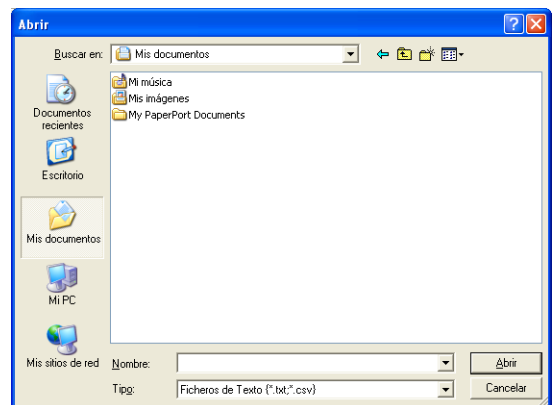 Abrir
Buscar en: Mis documentos
Documentos
recientes
Escritorio
Mis documentos
Mi PC
Mis sitios de red
Mi música
Mis imágenes
My PaperPort Documents
Nombre:
Abrir
Tipo: Ficheros de Texto {*.txt;*.csv}
Cancelar